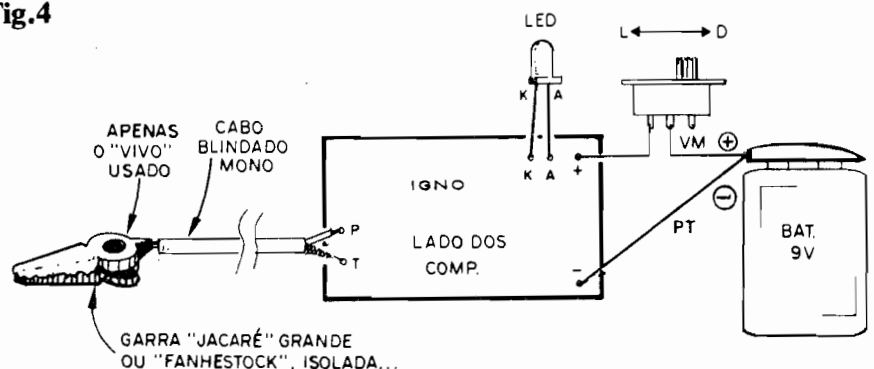 Fig.4
LED
L D
K A
APENAS
O "VIVO"
USADO
CABO
BLINDADO
MONO
VM +
K A +
IGNO
P
T
LADO DOS
COMP.
−
−
PT
BAT.
9V
GARRA "JACARÉ" GRANDE
OU "FANHESTOCK", ISOLADA...